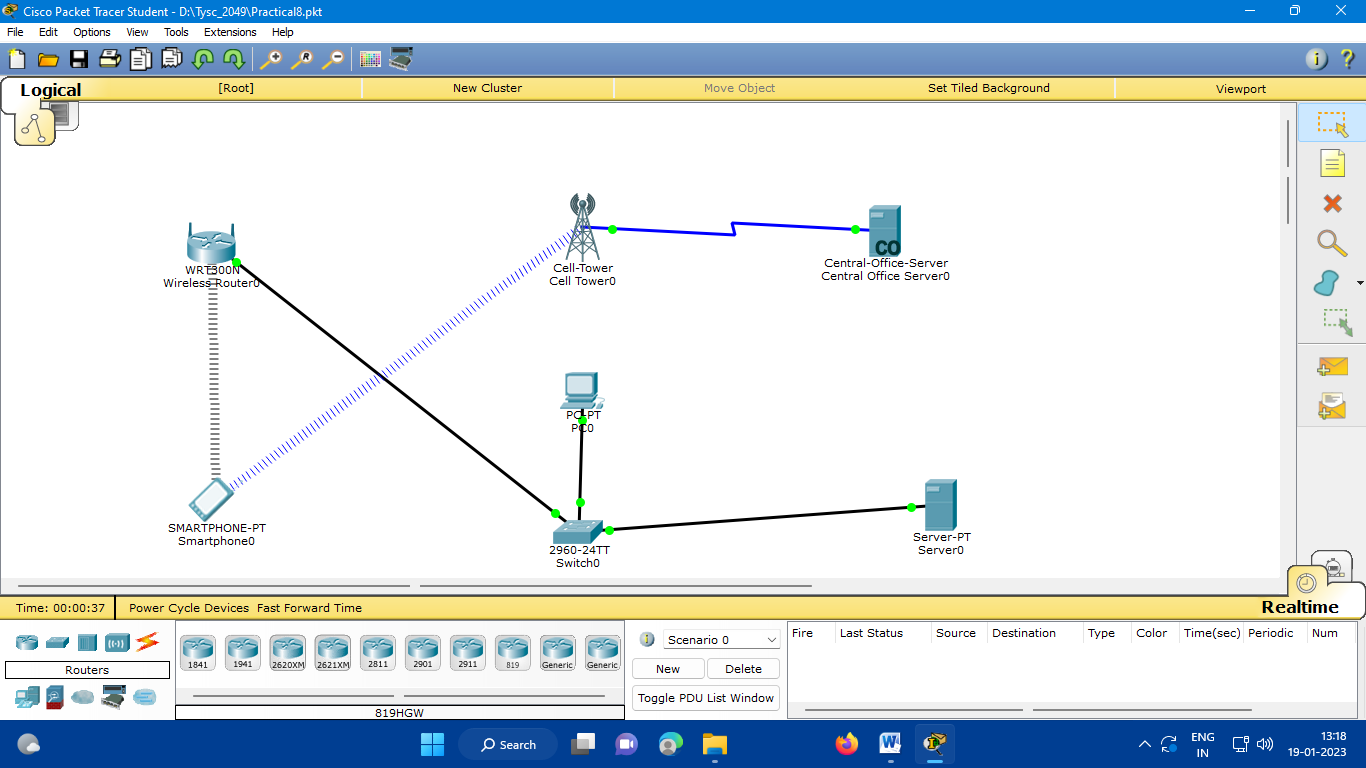 Cisco Packet Tracer Student - D:\Tysc_2049\Practical8.pkt
File Edit Options View Tools Extensions Help
Logical [Root] New Cluster Move Object Set Tiled Background Viewport
WRT300N
Wireless Router0
Cell-Tower
Cell Tower0
CO
Central-Office-Server
Central Office Server0
PC-PT
PC0
SMARTPHONE-PT
Smartphone0
2960-24TT
Switch0
Server-PT
Server0
Time: 00:00:37 Power Cycle Devices Fast Forward Time Realtime
Routers
1841 1941 2620XM 2621XM 2811 2901 2911 819 Generic Generic
819HGW
Scenario 0
New Delete
Toggle PDU List Window
Fire Last Status Source Destination Type Color Time(sec) Periodic Num
Search
ENG
IN
13:18
19-01-2023